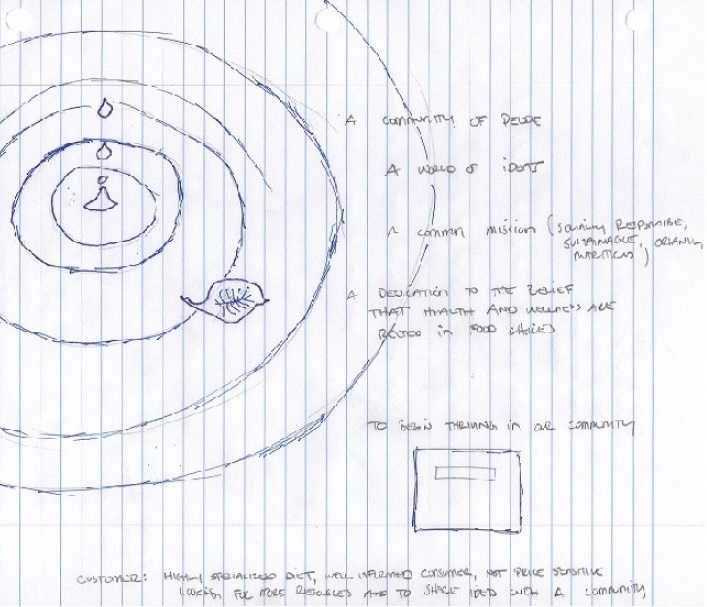 A COMMUNITY OF PEOPLE
A WORLD OF IDEAS
A COMMON MISSION (SOCIALLY RESPONSIBLE,
SUSTAINABLE, ORGANIC,
NUTRITIOUS)
A DEDICATION TO THE BELIEF
THAT HEALTH AND WELLNESS ARE
ROOTED IN FOOD CHOICES
TO BEGIN THRIVING IN OUR COMMUNITY
CUSTOMER: HIGHLY SPECIALIZED DIET, WELL INFORMED CONSUMER, NOT PRICE SENSITIVE
LOOKING FOR MORE RESOURCES AND TO SHARE IDEAS WITH A COMMUNITY,